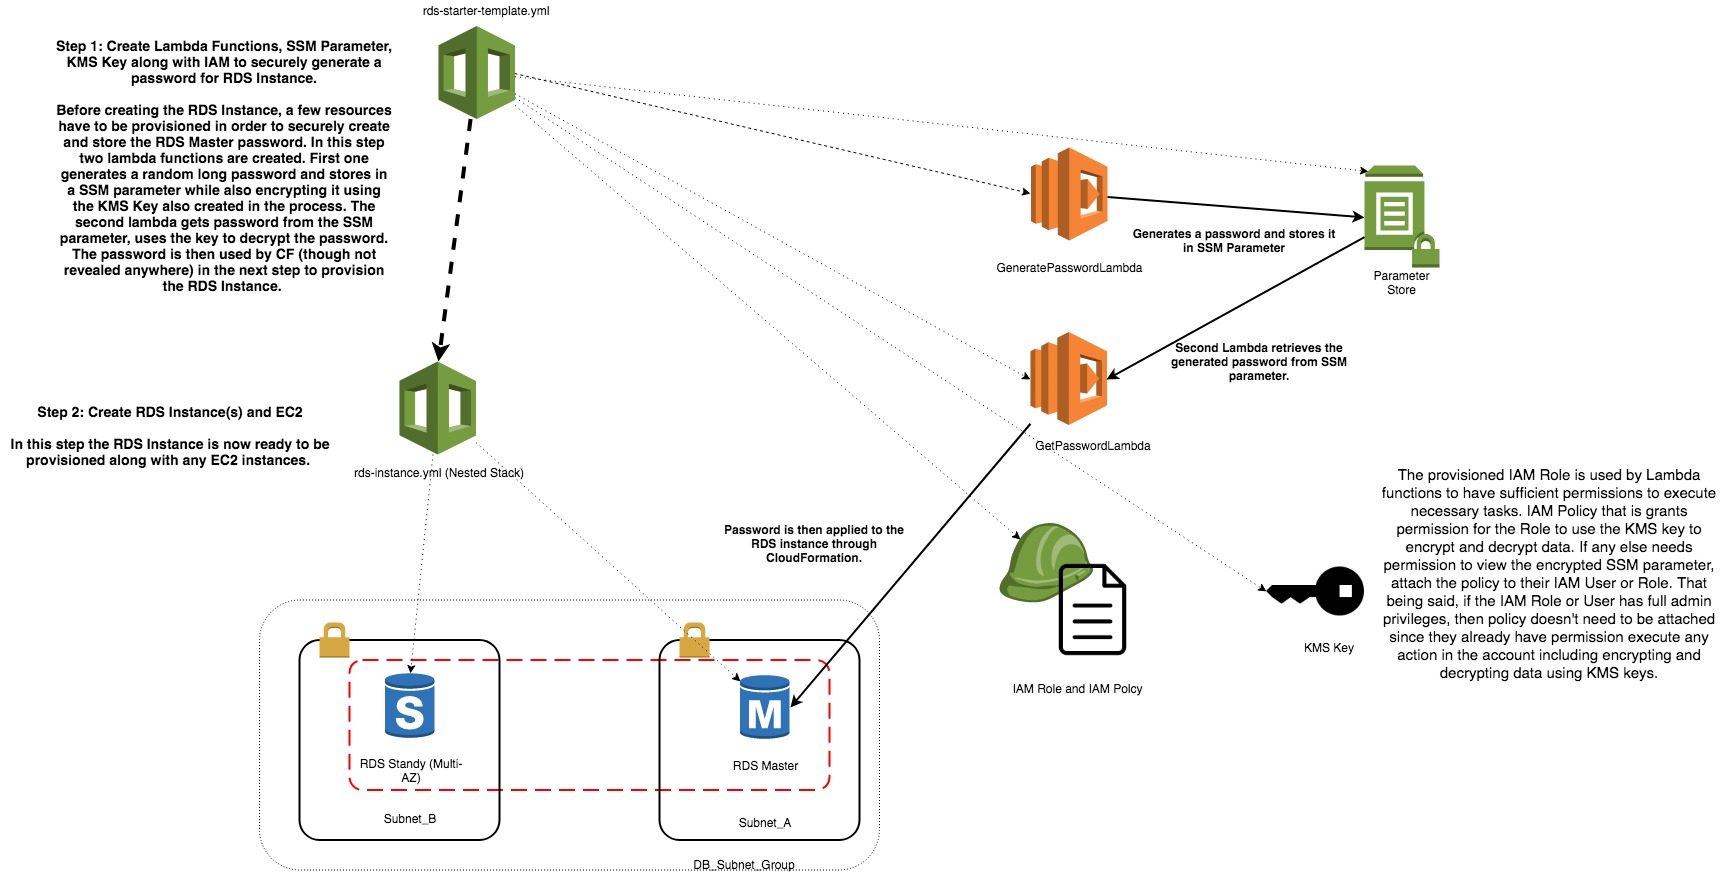 rds-starter-template.yml
Step 1: Create Lambda Functions, SSM Parameter,
KMS Key along with IAM to securely generate a
password for RDS Instance.
Before creating the RDS Instance, a few resources
have to be provisioned in order to securely create
and store the RDS Master password. In this step
two lambda functions are created. First one
generates a random long password and stores in
a SSM parameter while also encrypting it using
the KMS Key also created in the process. The
second lambda gets password from the SSM
parameter, uses the key to decrypt the password.
The password is then used by CF (though not
revealed anywhere) in the next step to provision
the RDS Instance.
Generates a password and stores it
in SSM Parameter
GeneratePasswordLambda
Parameter
Store
Second Lambda retrieves the
generated password from SSM
parameter.
GetPasswordLambda
Step 2: Create RDS Instance(s) and EC2
In this step the RDS Instance is now ready to be
provisioned along with any EC2 instances.
rds-instance.yml (Nested Stack)
Password is then applied to the
RDS instance through
CloudFormation.
The provisioned IAM Role is used by Lambda
functions to have sufficient permissions to execute
necessary tasks. IAM Policy that is grants
permission for the Role to use the KMS key to
encrypt and decrypt data. If any else needs
permission to view the encrypted SSM parameter,
attach the policy to their IAM User or Role. That
being said, if the IAM Role or User has full admin
privileges, then policy doesn't need to be attached
since they already have permission execute any
action in the account including encrypting and
decrypting data using KMS keys.
KMS Key
IAM Role and IAM Polcy
S
M
RDS Standy (Multi-
AZ)
RDS Master
Subnet_B
Subnet_A
DB_Subnet_Group